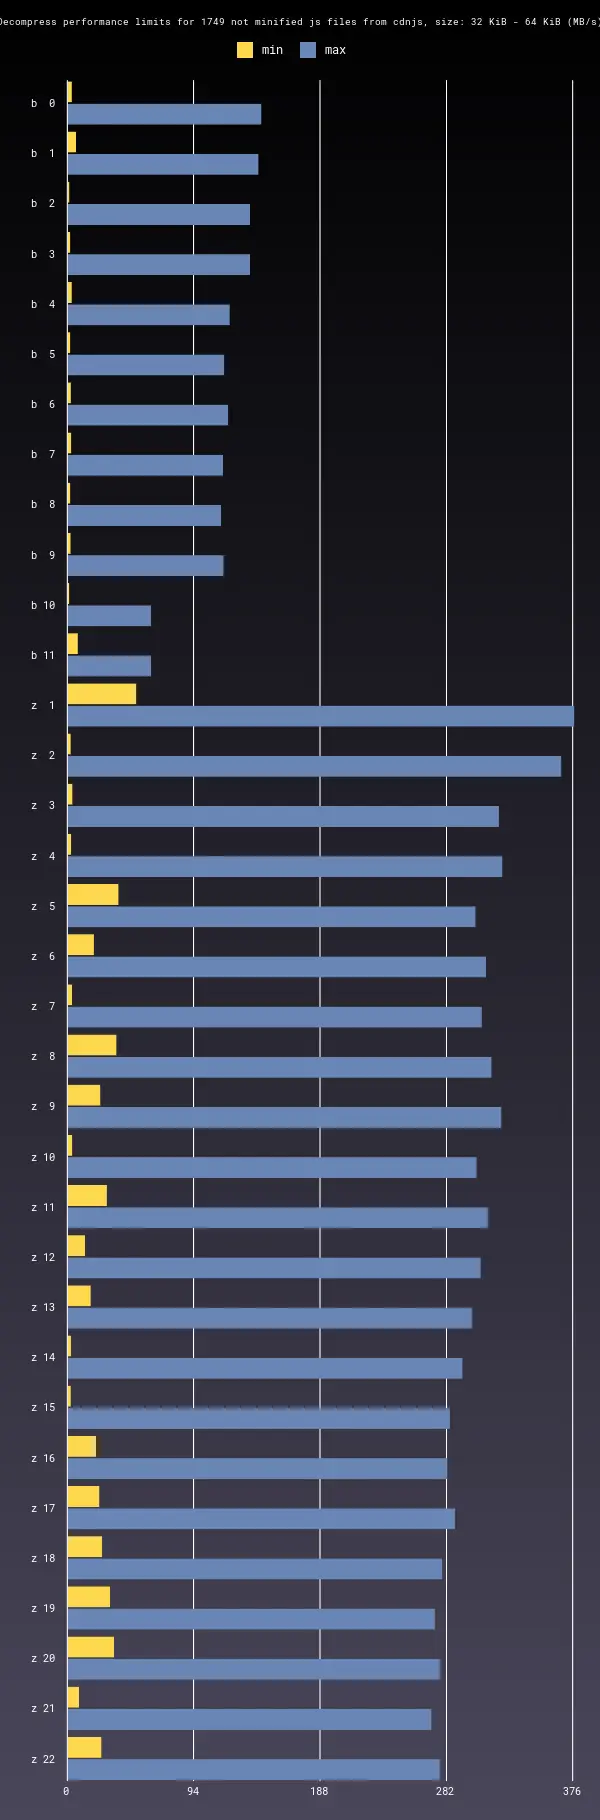 Decompress performance limits for 1749 not minified js files from cdnjs, size: 32 KiB - 64 KiB (MB/s)
min max
b 0
b 1
b 2
b 3
b 4
b 5
b 6
b 7
b 8
b 9
b 10
b 11
z 1
z 2
z 3
z 4
z 5
z 6
z 7
z 8
z 9
z 10
z 11
z 12
z 13
z 14
z 15
z 16
z 17
z 18
z 19
z 20
z 21
z 22
0 94 188 282 376